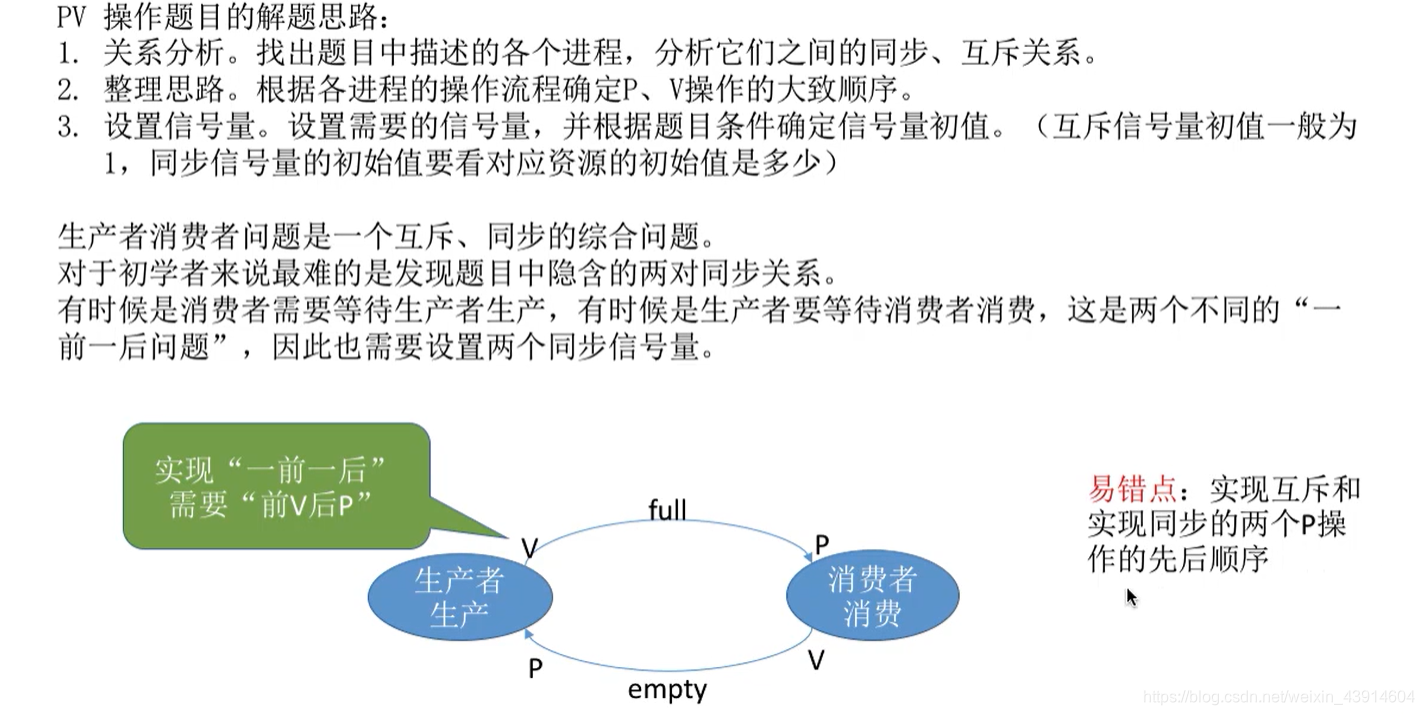 PV 操作题目的解题思路：
1. 关系分析。找出题目中描述的各个进程，分析它们之间的同步、互斥关系。
2. 整理思路。根据各进程的操作流程确定P、V操作的大致顺序。
3. 设置信号量。设置需要的信号量，并根据题目条件确定信号量初值。（互斥信号量初值一般为
1，同步信号量的初始值要看对应资源的初始值是多少）
生产者消费者问题是一个互斥、同步的综合问题。
对于初学者来说最难的是发现题目中隐含的两对同步关系。
有时候是消费者需要等待生产者生产，有时候是生产者要等待消费者消费，这是两个不同的“一
前一后问题”，因此也需要设置两个同步信号量。
实现“一前一后”
需要“前V后P”
full
V
P
生产者
生产
消费者
消费
P
V
empty
易错点：实现互斥和
实现同步的两个P操
作的先后顺序
https://blog.csdn.net/weixin_43914604